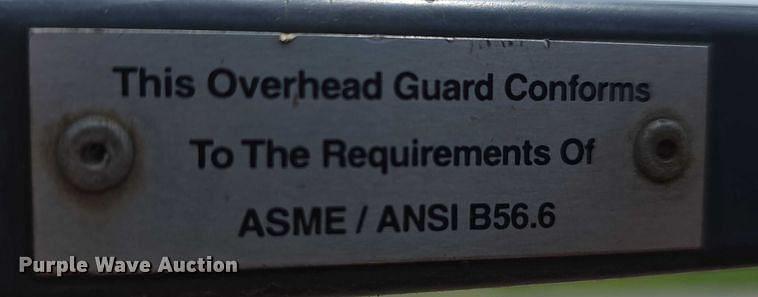 This Overhead Guard Conforms
To The Requirements Of
ASME / ANSI B56.6
Purple Wave Auction